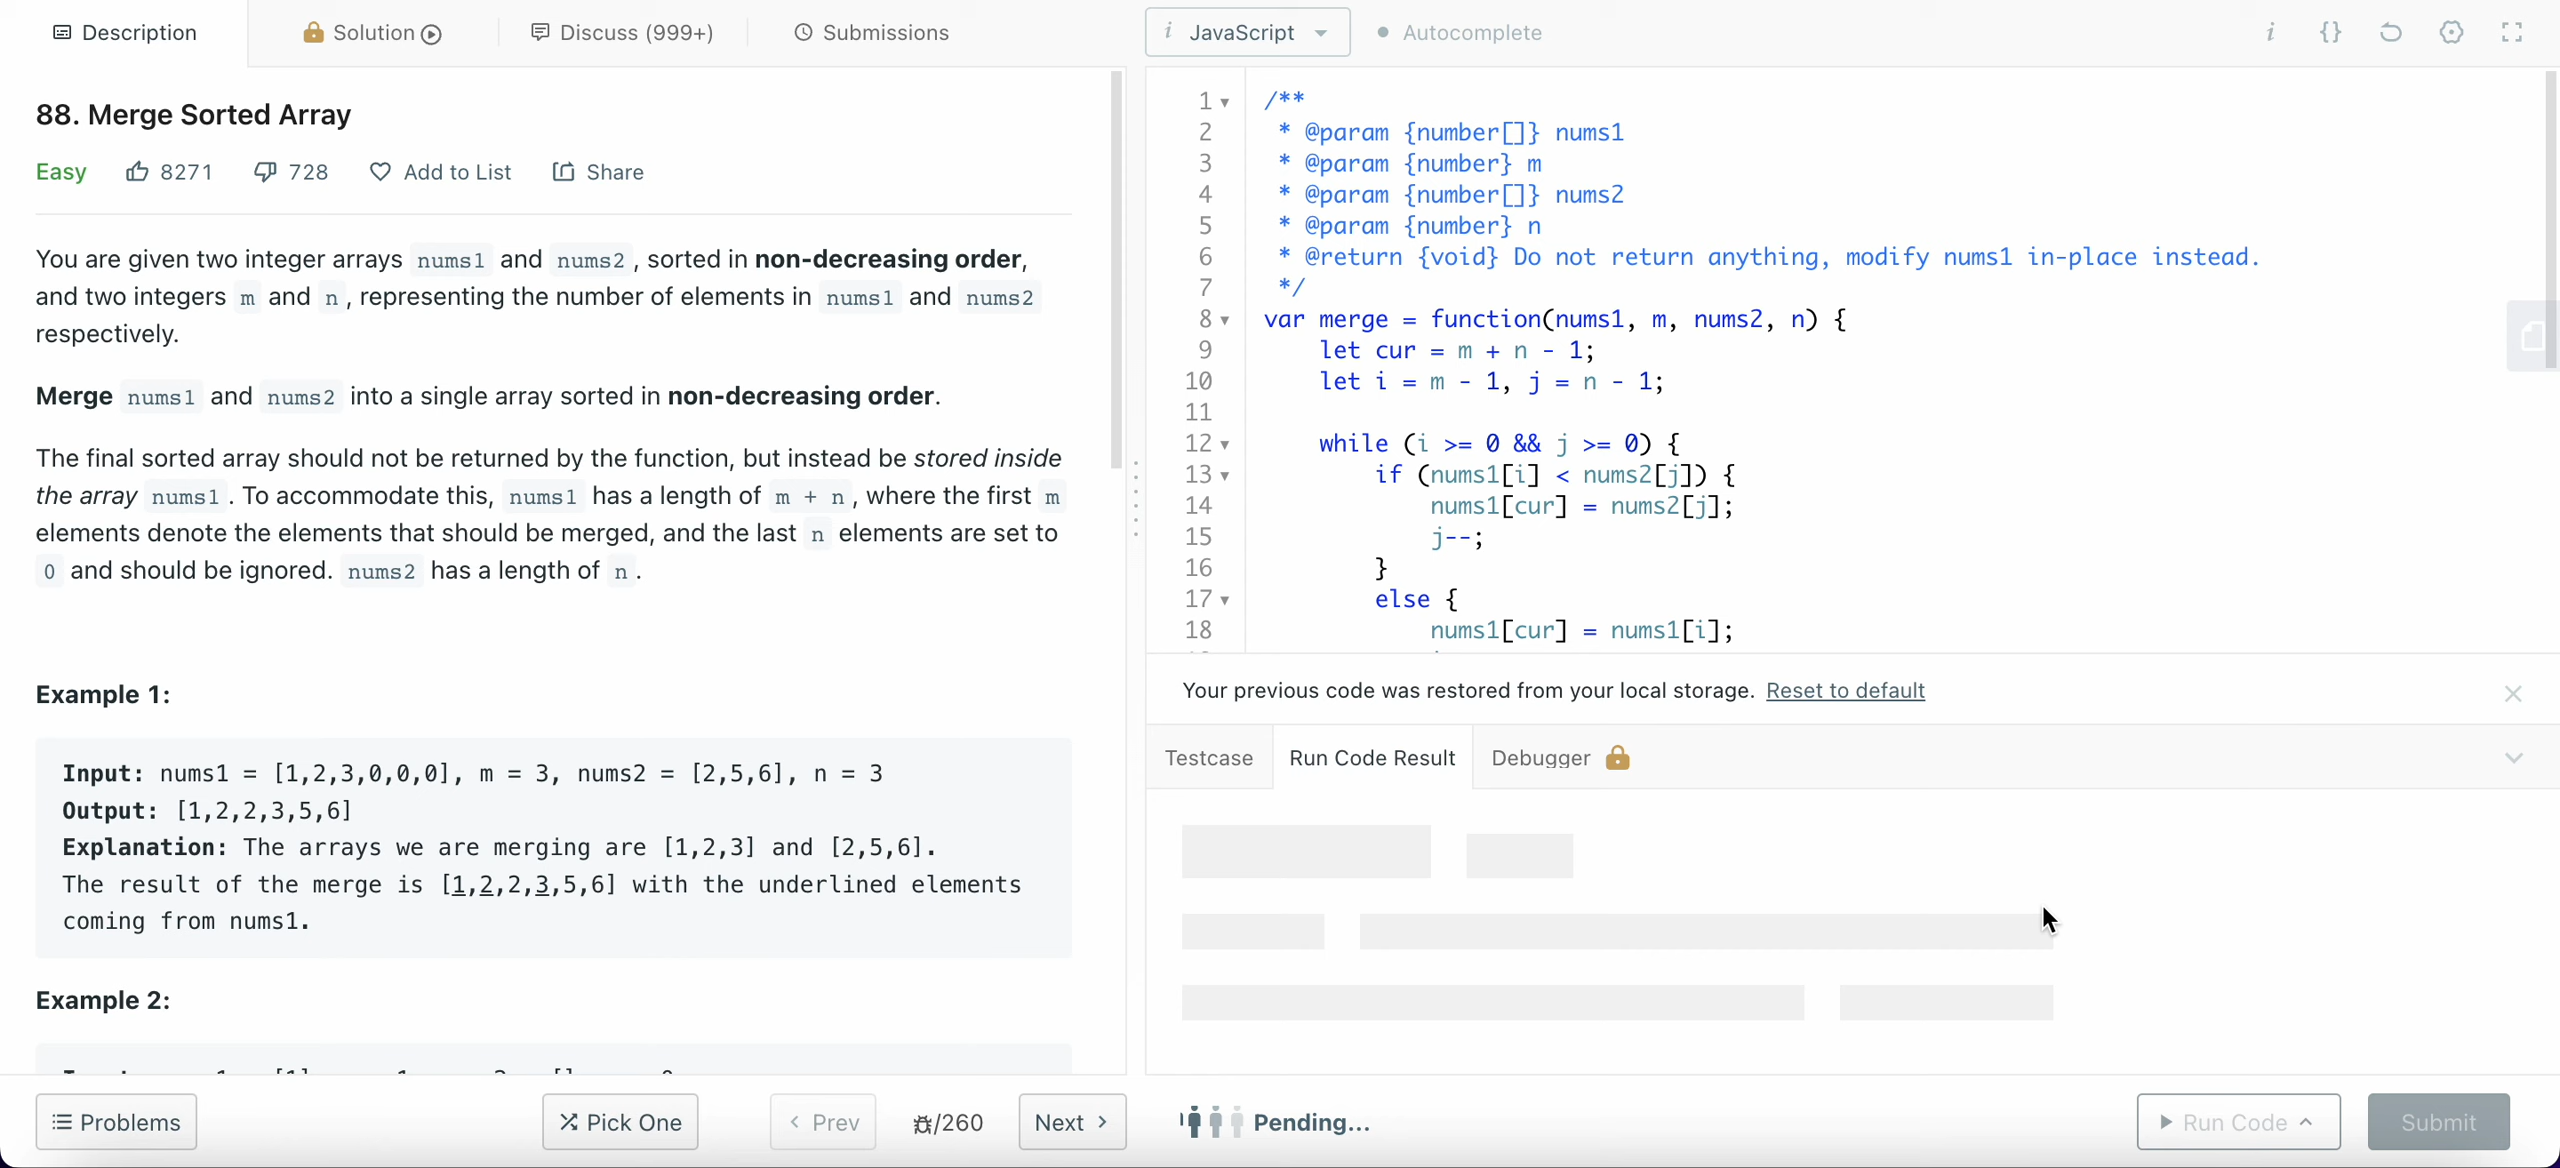 Description
Solution
Discuss (999+)
Submissions
i JavaScript
Autocomplete
i {}
88. Merge Sorted Array
Easy 8271 728 Add to List Share
You are given two integer arrays nums1 and nums2, sorted in non-decreasing order,
and two integers m and n, representing the number of elements in nums1 and nums2
respectively.
Merge nums1 and nums2 into a single array sorted in non-decreasing order.
The final sorted array should not be returned by the function, but instead be stored inside
the array nums1. To accommodate this, nums1 has a length of m + n, where the first m
elements denote the elements that should be merged, and the last n elements are set to
0 and should be ignored. nums2 has a length of n.
Example 1:
Input: nums1 = [1,2,3,0,0,0], m = 3, nums2 = [2,5,6], n = 3
Output: [1,2,2,3,5,6]
Explanation: The arrays we are merging are [1,2,3] and [2,5,6].
The result of the merge is [1,2,2,3,5,6] with the underlined elements
coming from nums1.
Example 2:
Problems
Pick One
Prev
/260
Next
1 /**
2 * @param {number[]} nums1
3 * @param {number} m
4 * @param {number[]} nums2
5 * @param {number} n
6 * @return {void} Do not return anything, modify nums1 in-place instead.
7 */
8 var merge = function(nums1, m, nums2, n) {
9 let cur = m + n - 1;
10 let i = m - 1, j = n - 1;
11
12 while (i >= 0 && j >= 0) {
13 if (nums1[i] < nums2[j]) {
14 nums1[cur] = nums2[j];
15 j--;
16 }
17 else {
18 nums1[cur] = nums1[i];
Your previous code was restored from your local storage. Reset to default
Testcase
Run Code Result
Debugger
Pending...
Run Code
Submit